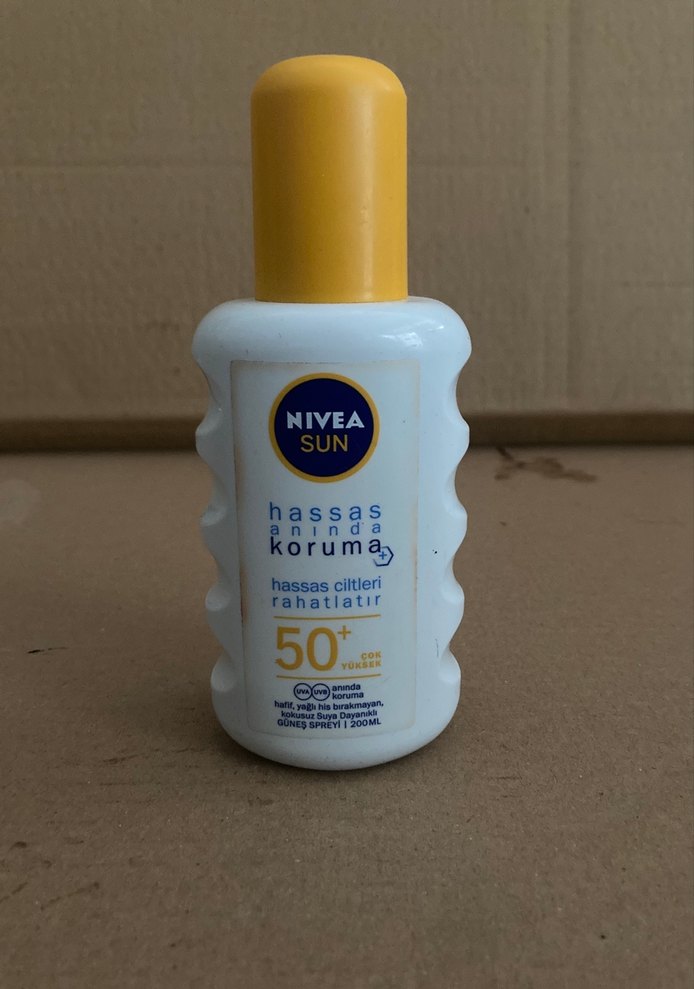 NIVEA
SUN
hassas
anında
koruma+
hassas ciltleri
rahatlatır
50+
ÇOK
YÜKSEK
UVA UVB anında
koruma
hafif, yağlı his bırakmayan,
kokusuz Suya Dayanıklı
GÜNEŞ SPREYİ | 200ML